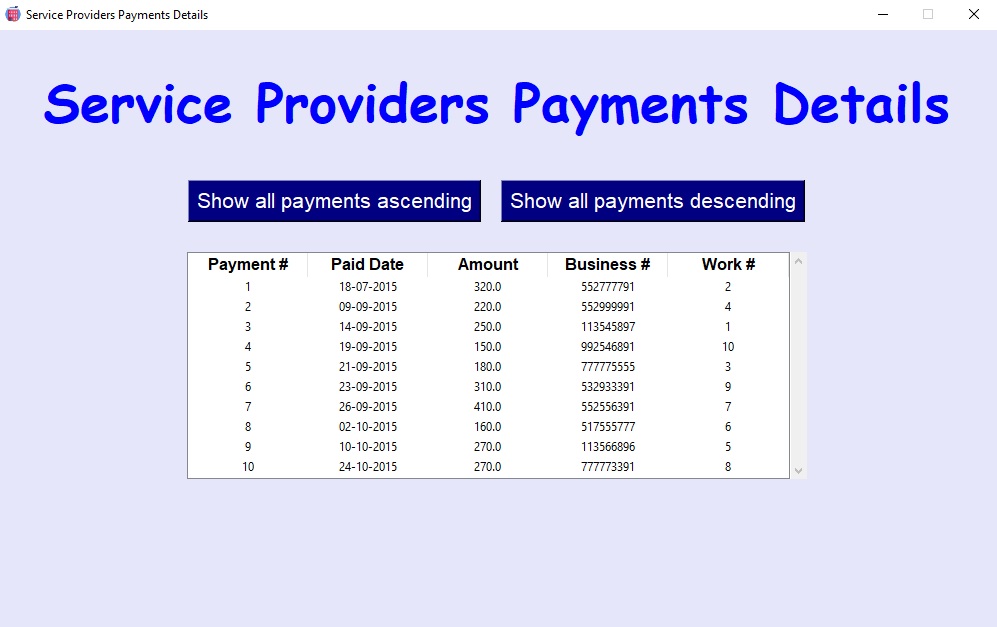 Service Providers Payments Details
Service Providers Payments Details
Show all payments ascending Show all payments descending
Payment # Paid Date Amount Business # Work #
1 18-07-2015 320.0 552777791 2
2 09-09-2015 220.0 552999991 4
3 14-09-2015 250.0 113545897 1
4 19-09-2015 150.0 992546891 10
5 21-09-2015 180.0 777775555 3
6 23-09-2015 310.0 532933391 9
7 26-09-2015 410.0 552556391 7
8 02-10-2015 160.0 517555777 6
9 10-10-2015 270.0 113566896 5
10 24-10-2015 270.0 777773391 8